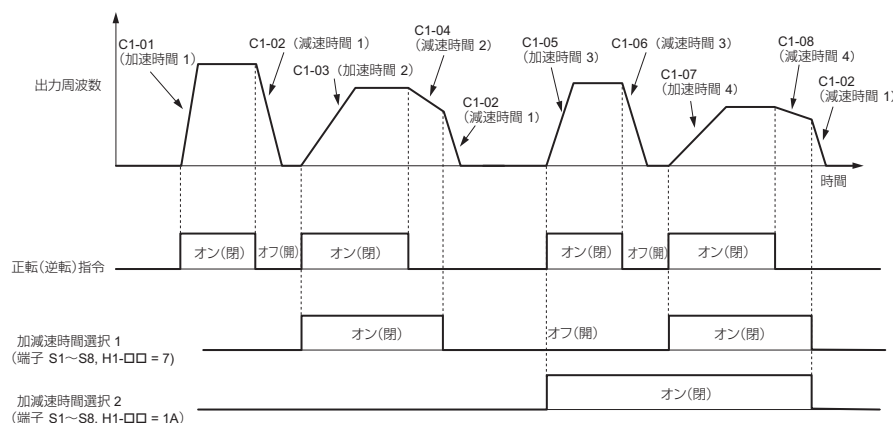 C1-01
(加速時間 1)
C1-02 (減速時間 1)
C1-03 (加速時間 2)
C1-04
(減速時間 2)
C1-02
(減速時間 1)
C1-05
(加速時間 3)
C1-06 (減速時間 3)
C1-07
(加速時間 4)
C1-08
(減速時間 4)
C1-02
(減速時間 1)
出力周波数
時間
正転(逆転)指令
オン(閉)
オフ(開)
オン(閉)
オン(閉)
オフ(開)
オン(閉)
加減速時間選択 1
(端子 S1～S8, H1-□□ = 7)
オン(閉)
オフ(開)
オン(閉)
加減速時間選択 2
(端子 S1～S8, H1-□□ = 1A)
オン(閉)